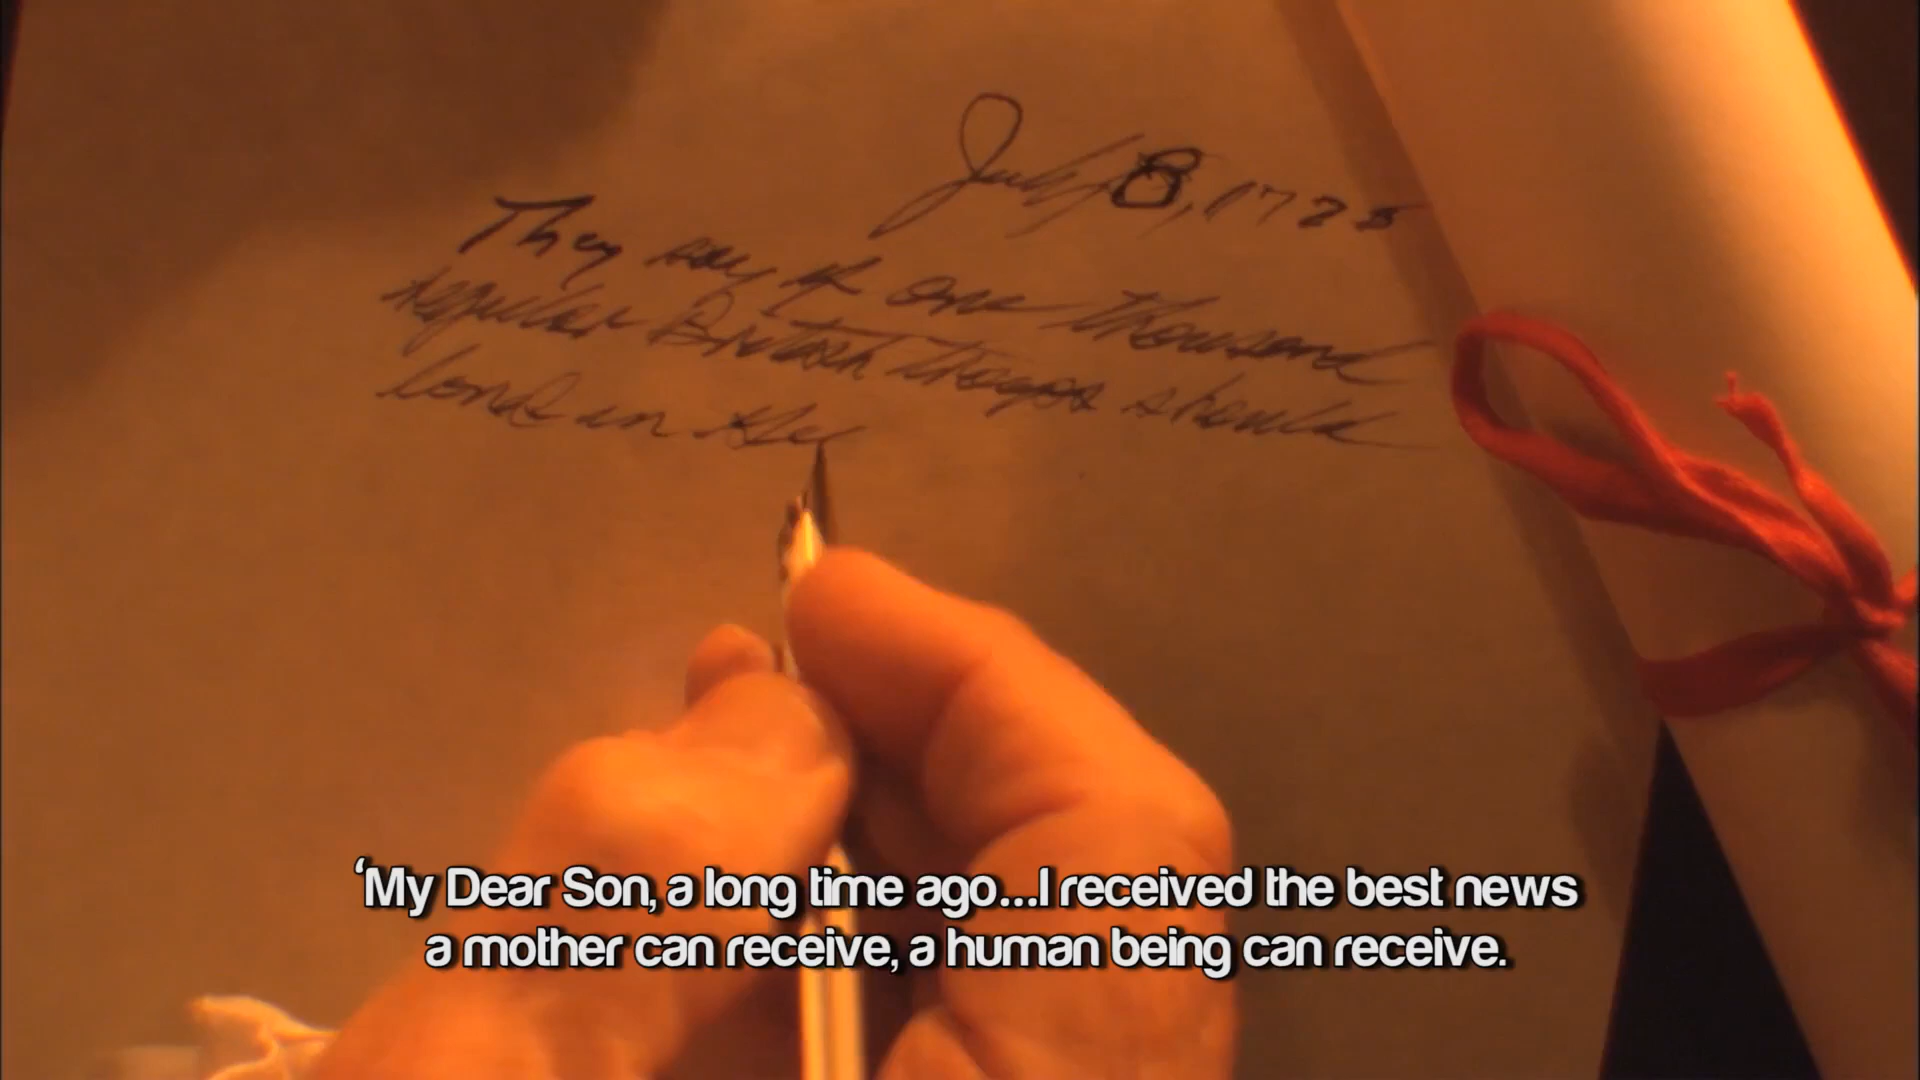 July 8, 1775
They say if one thousand
regular British troops should
land in the
‘My Dear Son, a long time ago...I received the best news
a mother can receive, a human being can receive.